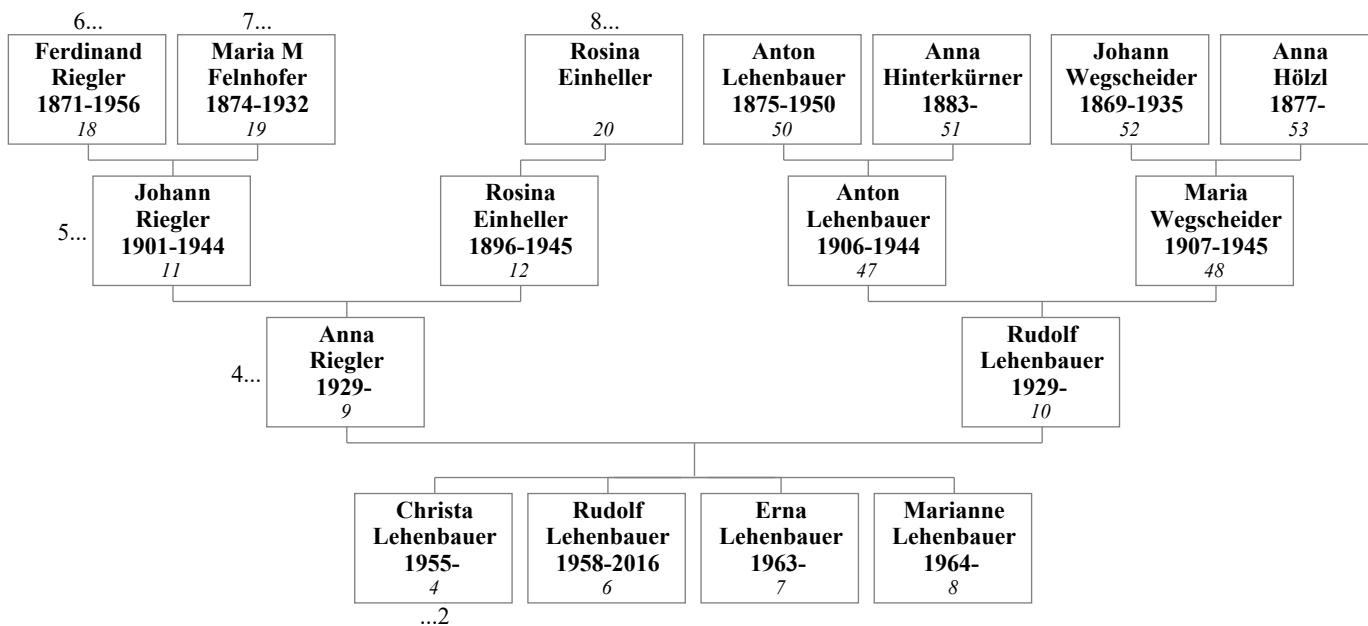 6...
7...
8...
Ferdinand
Riegler
1871-1956
18
Maria M
Felnhofer
1874-1932
19
Rosina
Einheller
20
Anton
Lehenbauer
1875-1950
50
Anna
Hinterkürner
1883-
51
Johann
Wegscheider
1869-1935
52
Anna
Hölzl
1877-
53
5...
Johann
Riegler
1901-1944
11
Rosina
Einheller
1896-1945
12
Anton
Lehenbauer
1906-1944
47
Maria
Wegscheider
1907-1945
48
4...
Anna
Riegler
1929-
9
Rudolf
Lehenbauer
1929-
10
Christa
Lehenbauer
1955-
4
Rudolf
Lehenbauer
1958-2016
6
Erna
Lehenbauer
1963-
7
Marianne
Lehenbauer
1964-
8
...2